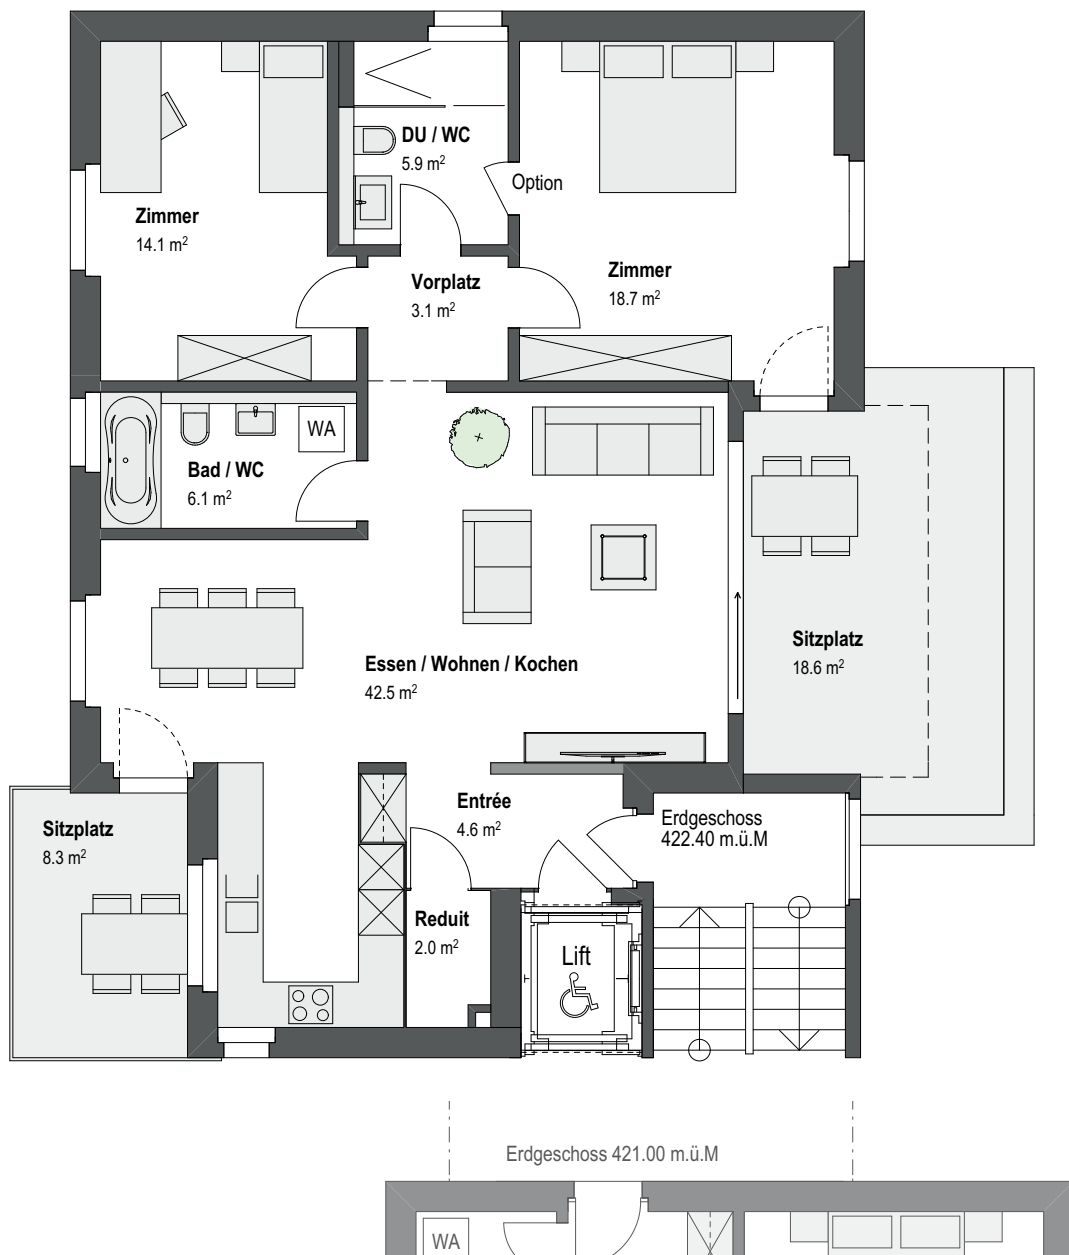 DU / WC
5.9 m²
Option
Zimmer
14.1 m²
Vorplatz
3.1 m²
Zimmer
18.7 m²
WA
Bad / WC
6.1 m²
Essen / Wohnen / Kochen
42.5 m²
Sitzplatz
18.6 m²
Entrée
4.6 m²
Erdgeschoss
422.40 m.ü.M
Sitzplatz
8.3 m²
Reduit
2.0 m²
Lift
Erdgeschoss 421.00 m.ü.M
WA